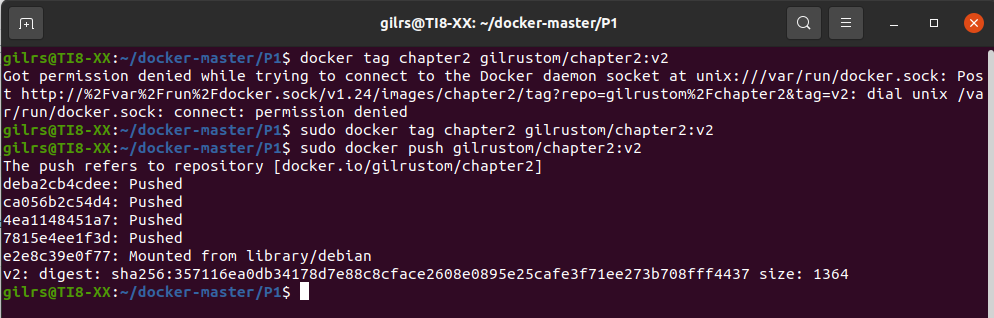 gilrs@TI8-XX: ~/docker-master/P1
gilrs@TI8-XX:~/docker-master/P1$ docker tag chapter2 gilrustom/chapter2:v2
Got permission denied while trying to connect to the Docker daemon socket at unix:///var/run/docker.sock: Pos
t http://%2Fvar%2Frun%2Fdocker.sock/v1.24/images/chapter2/tag?repo=gilrustom%2Fchapter2&tag=v2: dial unix /va
r/run/docker.sock: connect: permission denied
gilrs@TI8-XX:~/docker-master/P1$ sudo docker tag chapter2 gilrustom/chapter2:v2
gilrs@TI8-XX:~/docker-master/P1$ sudo docker push gilrustom/chapter2:v2
The push refers to repository [docker.io/gilrustom/chapter2]
deba2cb4cdee: Pushed
ca056b2c54d4: Pushed
4ea1148451a7: Pushed
7815e4ee1f3d: Pushed
e2e8c39e0f77: Mounted from library/debian
v2: digest: sha256:357116ea0db34178d7e88c8cface2608e0895e25cafe3f71ee273b708fff4437 size: 1364
gilrs@TI8-XX:~/docker-master/P1$